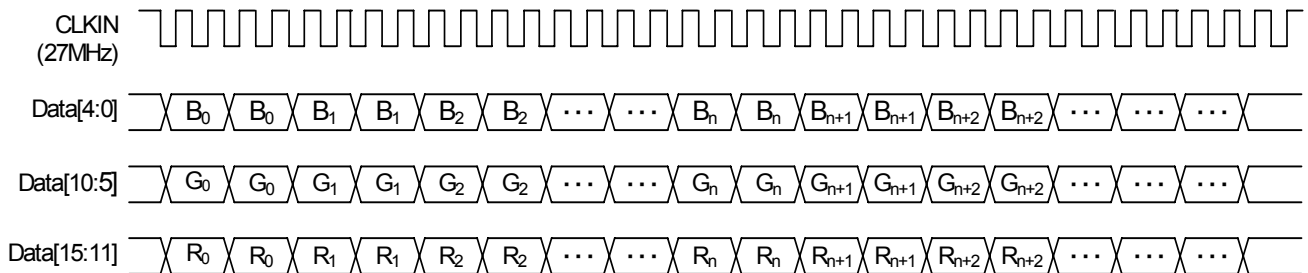 CLKIN
(27MHz)
Data[4:0] B0 B0 B1 B1 B2 B2 ··· ··· Bn Bn Bn+1 Bn+1 Bn+2 Bn+2 ··· ··· ···
Data[10:5] G0 G0 G1 G1 G2 G2 ··· ··· Gn Gn Gn+1 Gn+1 Gn+2 Gn+2 ··· ··· ···
Data[15:11] R0 R0 R1 R1 R2 R2 ··· ··· Rn Rn Rn+1 Rn+1 Rn+2 Rn+2 ··· ··· ···